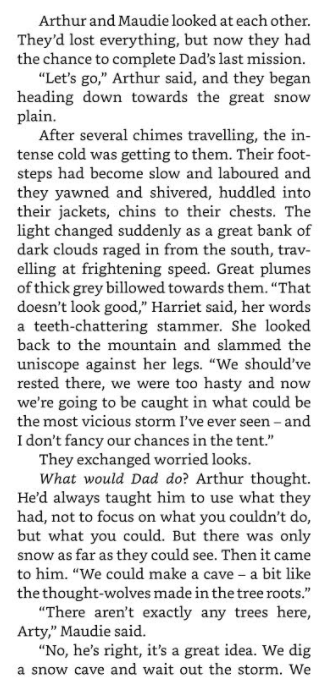 Arthur and Maudie looked at each other.
They’d lost everything, but now they had
the chance to complete Dad’s last mission.
“Let’s go,” Arthur said, and they began
heading down towards the great snow
plain.
After several chimes travelling, the in-
tense cold was getting to them. Their foot-
steps had become slow and laboured and
they yawned and shivered, huddled into
their jackets, chins to their chests. The
light changed suddenly as a great bank of
dark clouds raged in from the south, trav-
elling at frightening speed. Great plumes
of thick grey billowed towards them. “That
doesn’t look good,” Harriet said, her words
a teeth-chattering stammer. She looked
back to the mountain and slammed the
uniscope against her legs. “We should’ve
rested there, we were too hasty and now
we're going to be caught in what could be
the most vicious storm I’ve ever seen – and
I don’t fancy our chances in the tent.”
They exchanged worried looks.
What would Dad do? Arthur thought.
He’d always taught him to use what they
had, not to focus on what you couldn’t do,
but what you could. But there was only
snow as far as they could see. Then it came
to him. “We could make a cave – a bit like
the thought-wolves made in the tree roots.”
“There aren’t exactly any trees here,
Arty,” Maudie said.
“No, he’s right, it’s a great idea. We dig
a snow cave and wait out the storm. We